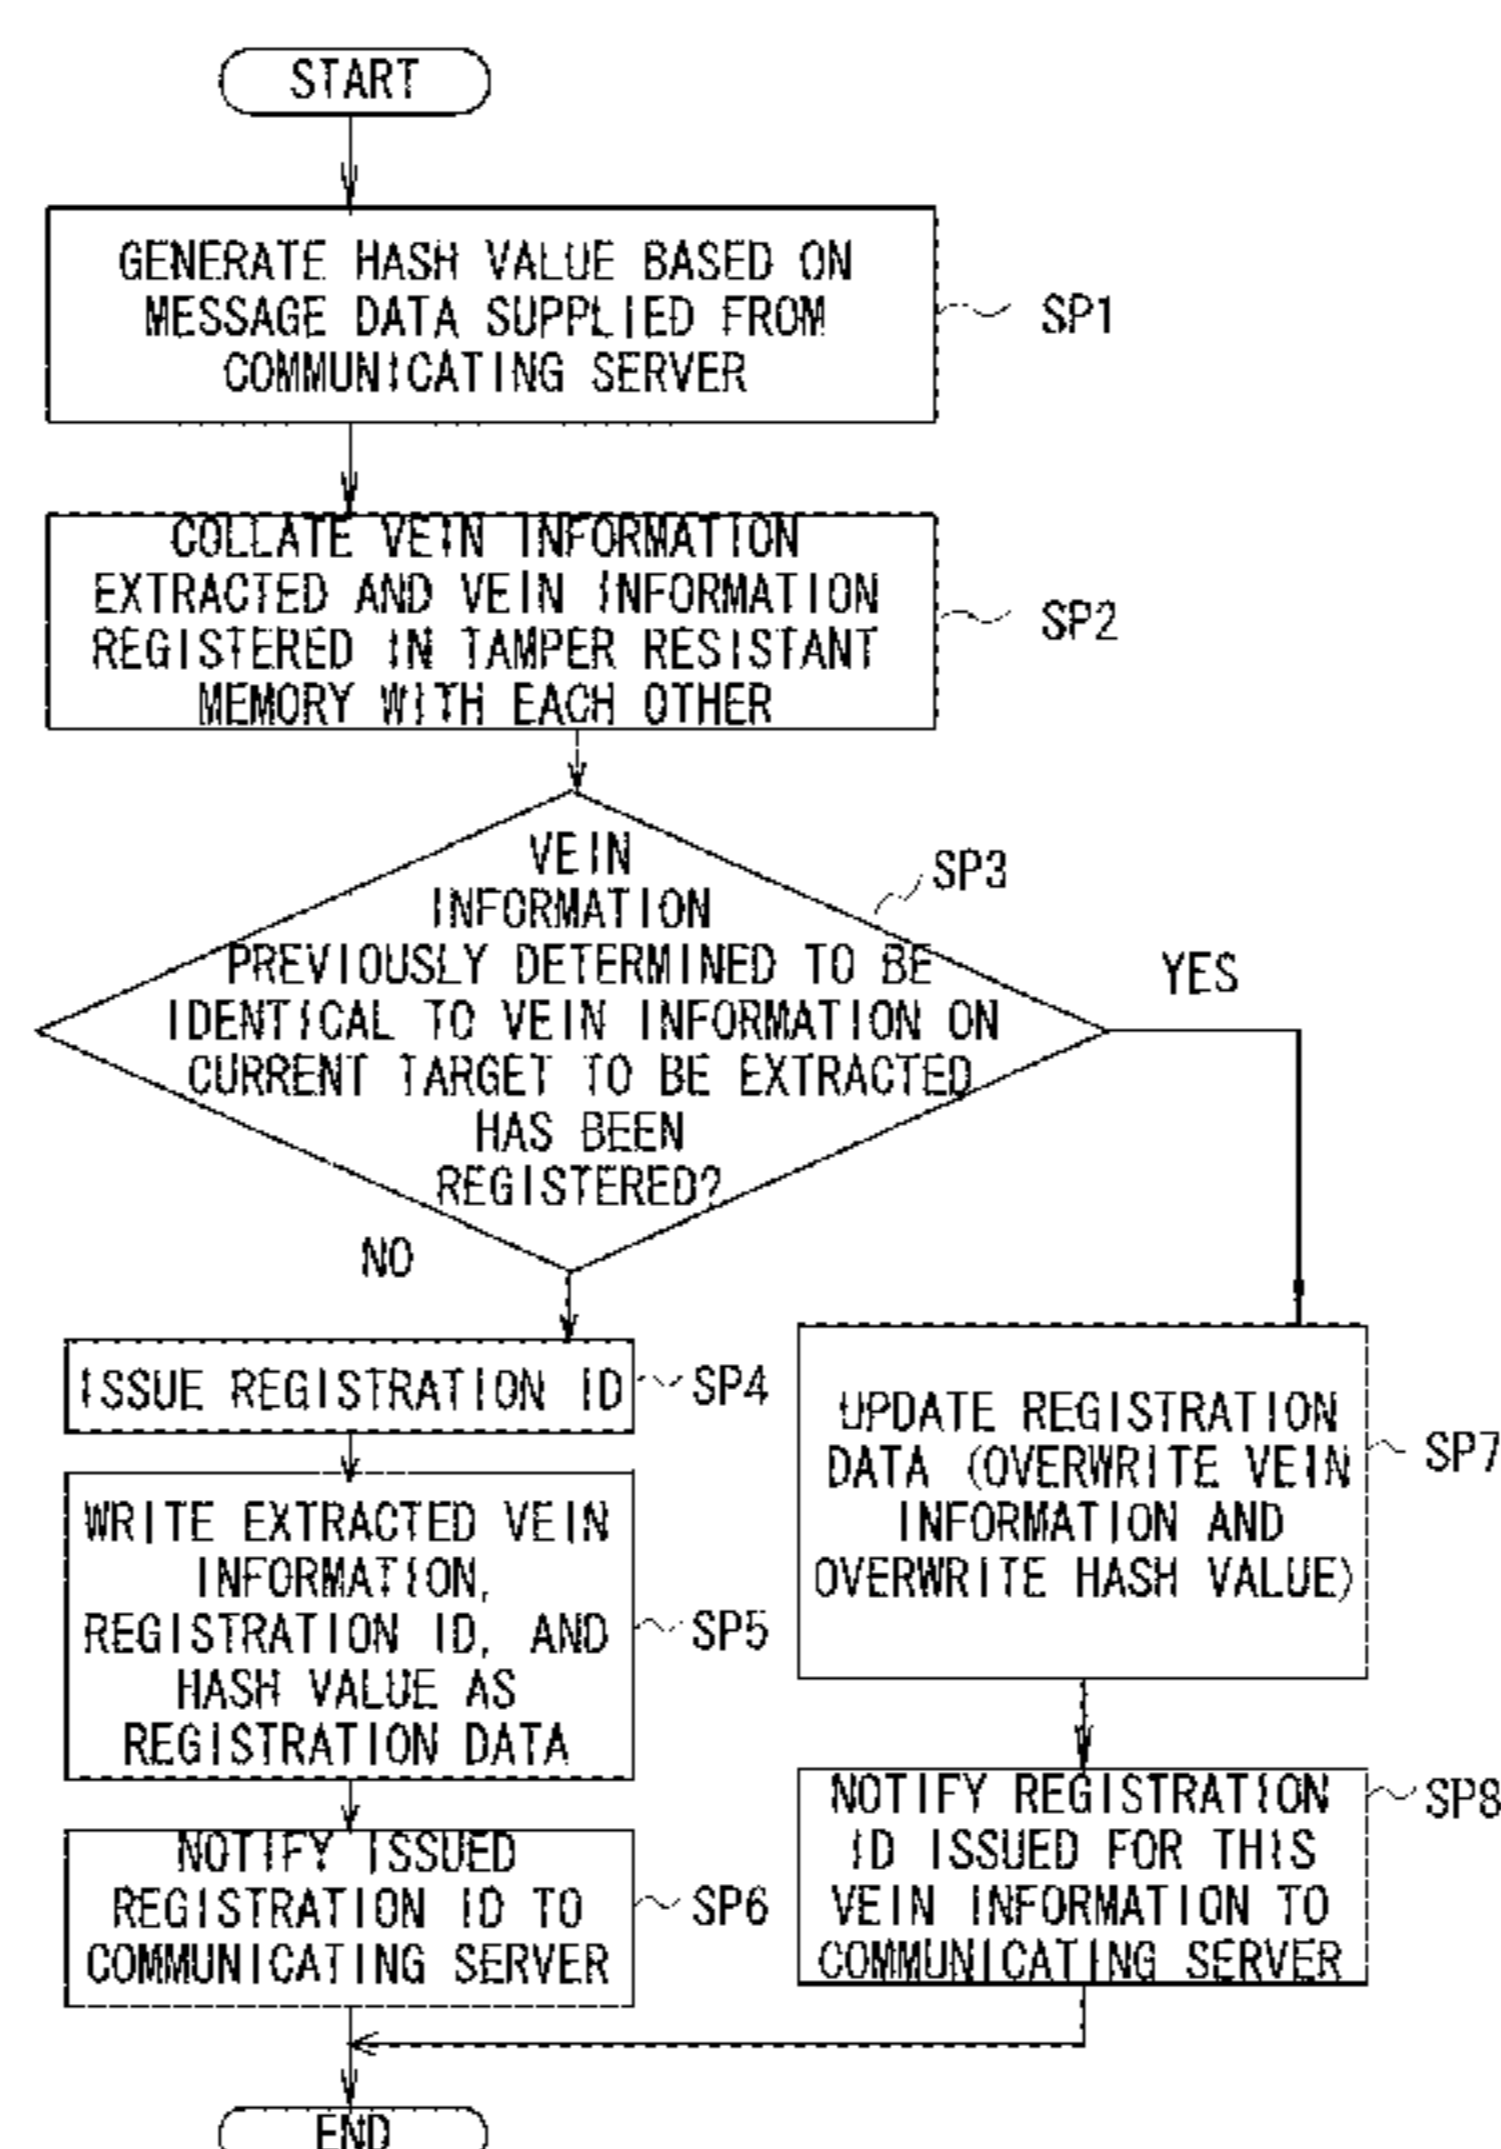 START
GENERATE HASH VALUE BASED ON
MESSAGE DATA SUPPLIED FROM
COMMUNICATING SERVER
SP1
COLLATE VEIN INFORMATION
EXTRACTED AND VEIN INFORMATION
REGISTERED IN TAMPER RESISTANT
MEMORY WITH EACH OTHER
SP2
VEIN
INFORMATION
PREVIOUSLY DETERMINED TO BE
IDENTICAL TO VEIN INFORMATION ON
CURRENT TARGET TO BE EXTRACTED
HAS BEEN
REGISTERED?
SP3
YES
NO
ISSUE REGISTRATION ID
SP4
WRITE EXTRACTED VEIN
INFORMATION,
REGISTRATION ID, AND
HASH VALUE AS
REGISTRATION DATA
SP5
NOTIFY ISSUED
REGISTRATION ID TO
COMMUNICATING SERVER
SP6
UPDATE REGISTRATION
DATA (OVERWRITE VEIN
INFORMATION AND
OVERWRITE HASH VALUE)
SP7
NOTIFY REGISTRATION
ID ISSUED FOR THIS
VEIN INFORMATION TO
COMMUNICATING SERVER
SP8
END